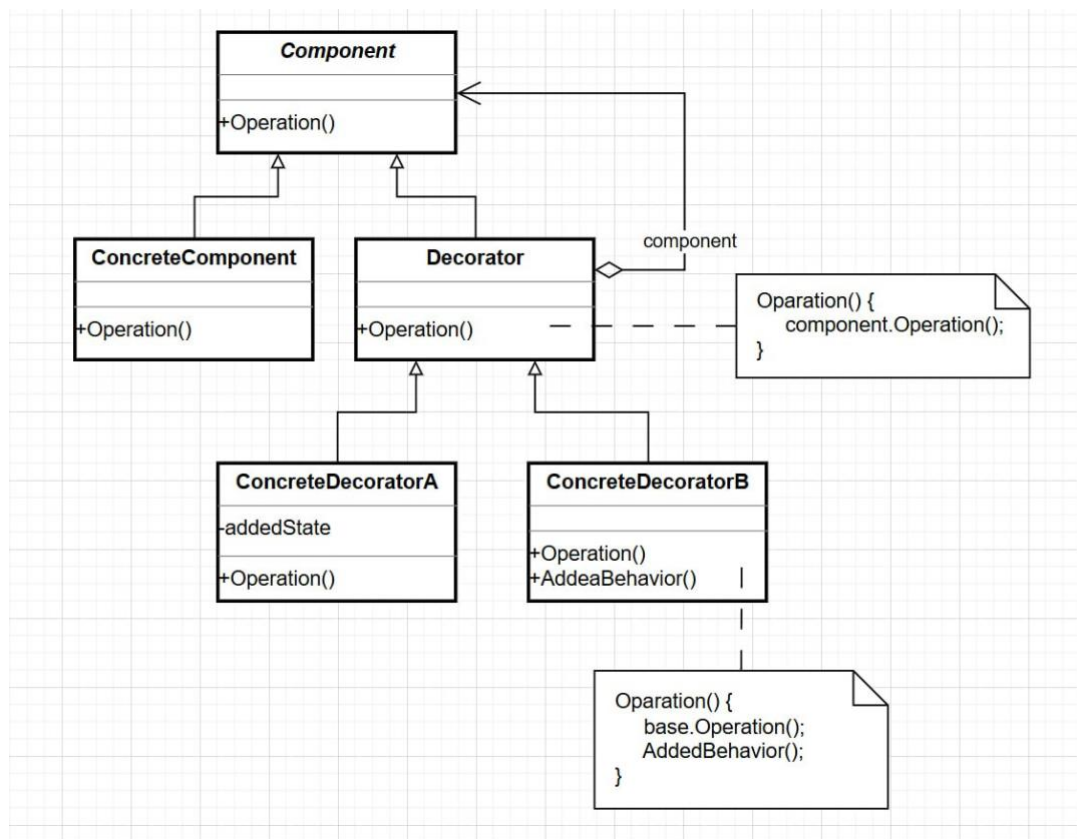 Component
+Operation()
component
ConcreteComponent
+Operation()
Decorator
+Operation()
Oparation() {
component.Operation();
}
ConcreteDecoratorA
-addedState
+Operation()
ConcreteDecoratorB
+Operation()
+AddeaBehavior()
Oparation() {
base.Operation();
AddedBehavior();
}